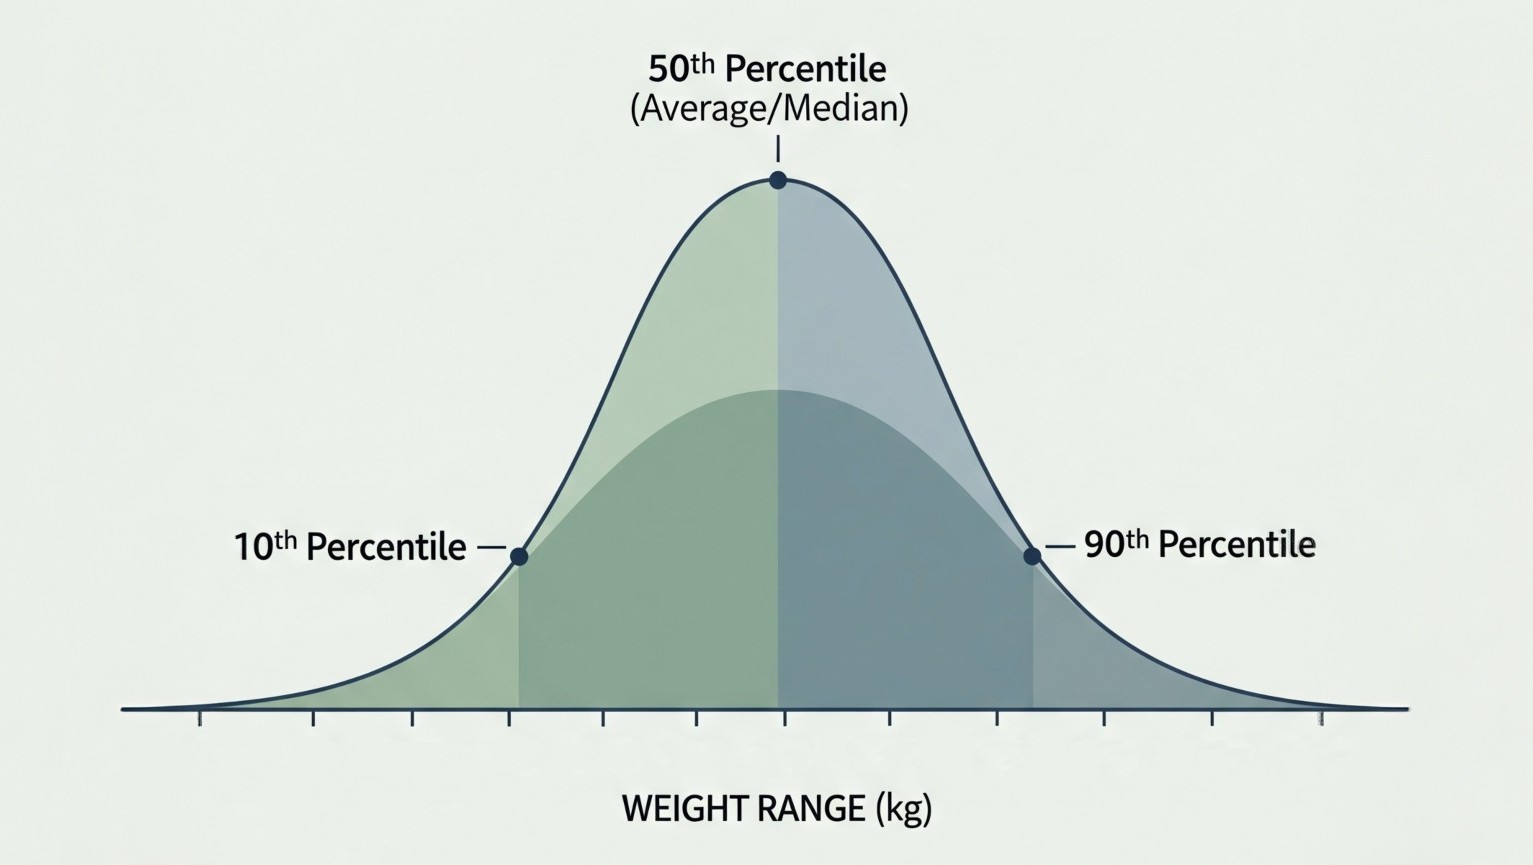 50th Percentile
(Average/Median)
10th Percentile
90th Percentile
WEIGHT RANGE (kg)